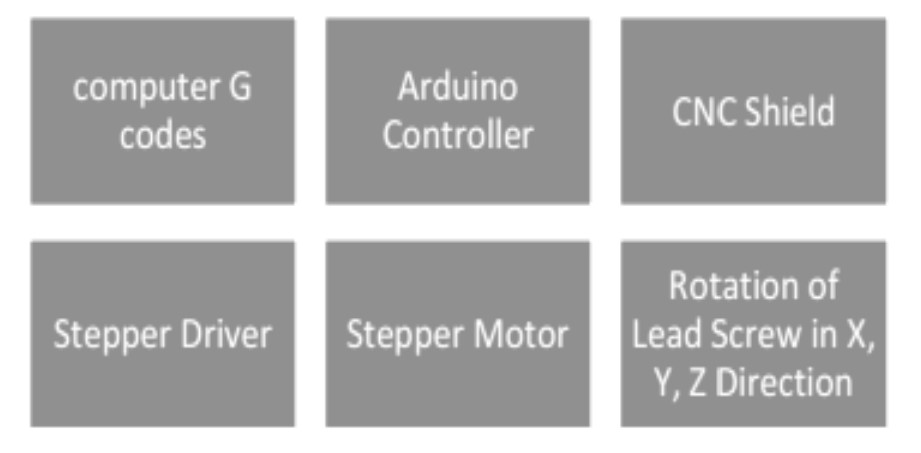 computer G
codes
Arduino
Controller
CNC Shield
Stepper Driver
Stepper Motor
Rotation of
Lead Screw in X,
Y, Z Direction